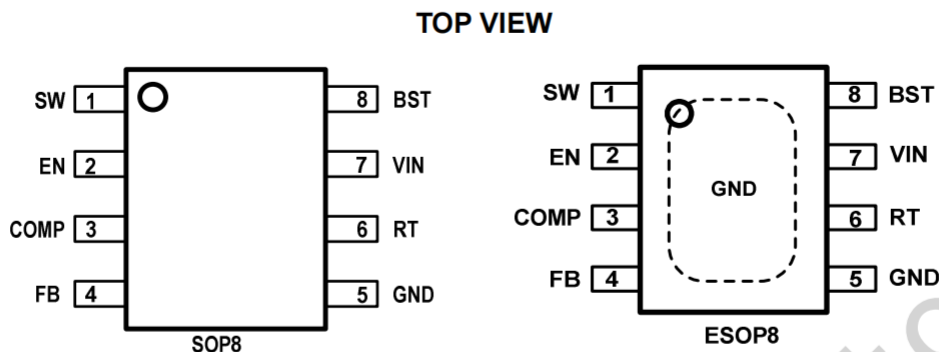 TOP VIEW
SW 1 8 BST
EN 2 7 VIN
COMP 3 6 RT
FB 4 5 GND
SOP8
SW 1 8 BST
EN 2 7 VIN
GND
COMP 3 6 RT
FB 4 5 GND
ESOP8